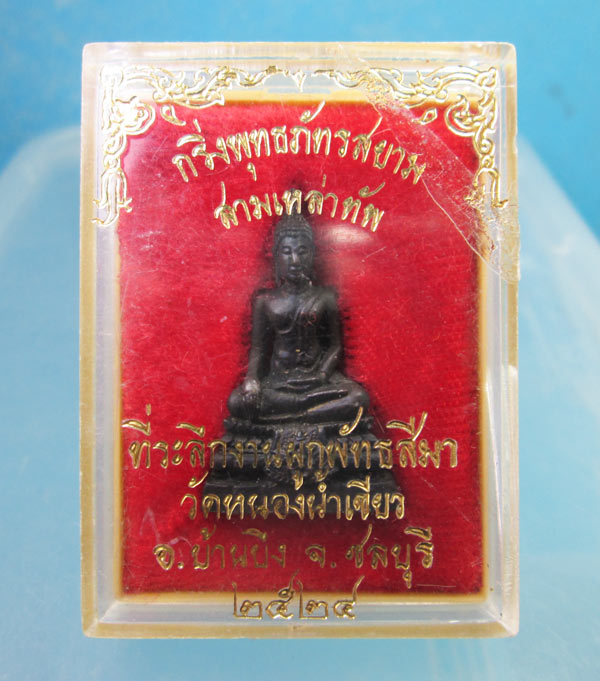 กริ่งพุทธภัทรสยาม
สามเหล่าทัพ
ที่ระลึกงานผูกพัทธสีมา
วัดหนองผำเขียว
อ.บ้านบึง จ.ชลบุรี
๒๕๒๔